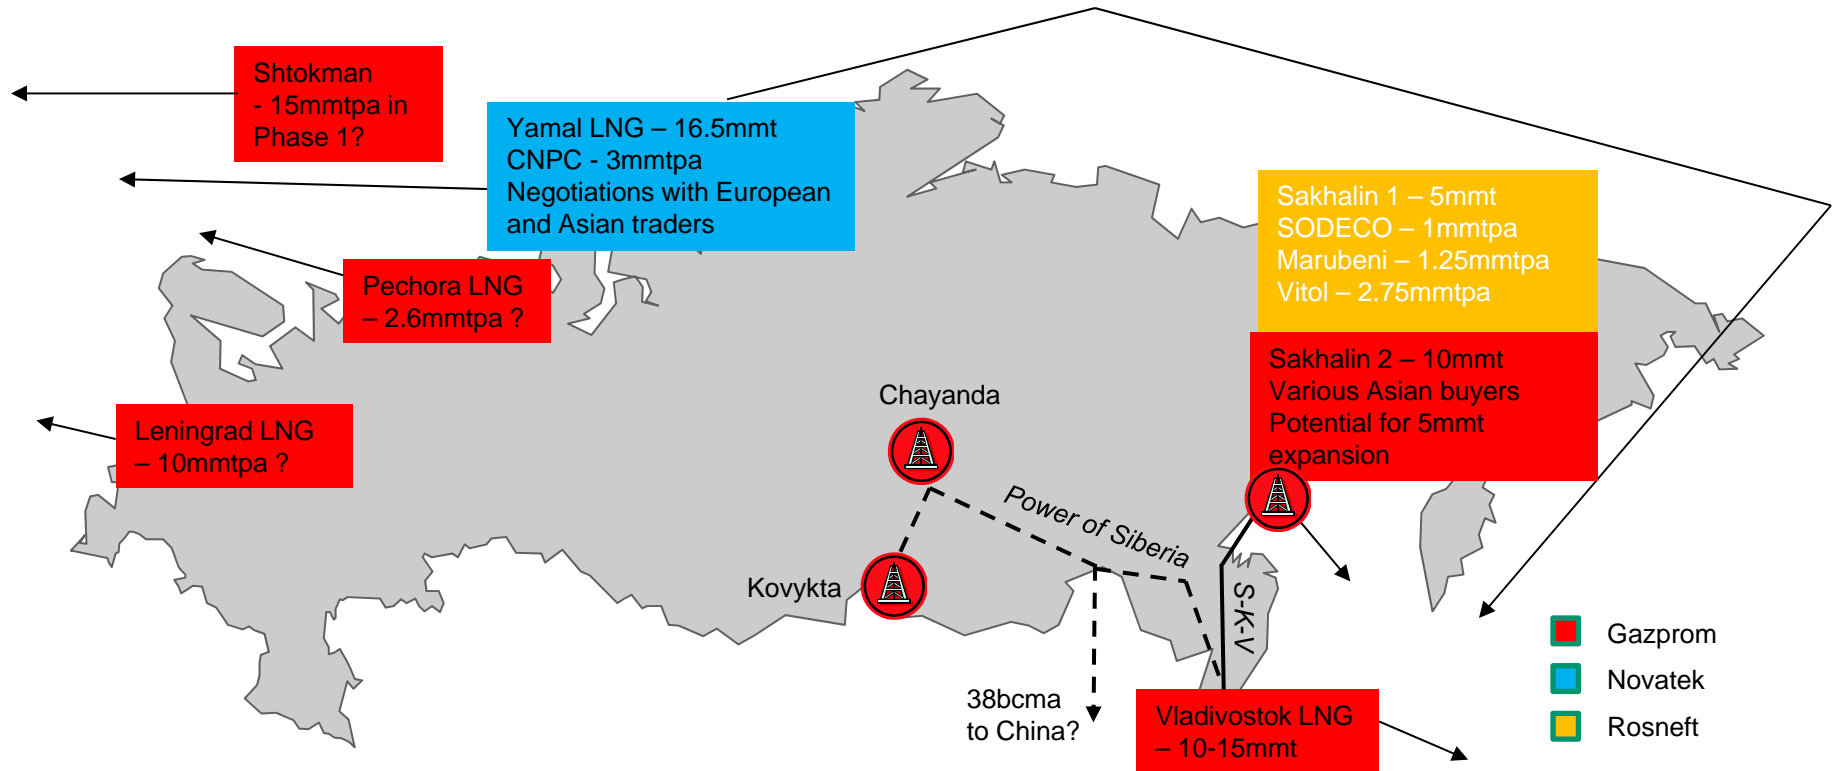 Shtokman
- 15mmtpa in
Phase 1?
Yamal LNG – 16.5mmt
CNPC - 3mmtpa
Negotiations with European
and Asian traders
Sakhalin 1 – 5mmt
SODECO – 1mmtpa
Marubeni – 1.25mmtpa
Vitol – 2.75mmtpa
Pechora LNG
– 2.6mmtpa ?
Sakhalin 2 – 10mmt
Various Asian buyers
Potential for 5mmt
expansion
Leningrad LNG
– 10mmtpa ?
Chayanda
Power of Siberia
Kovykta
S-K-V
38bcma
to China?
Vladivostok LNG
– 10-15mmt
Gazprom
Novatek
Rosneft